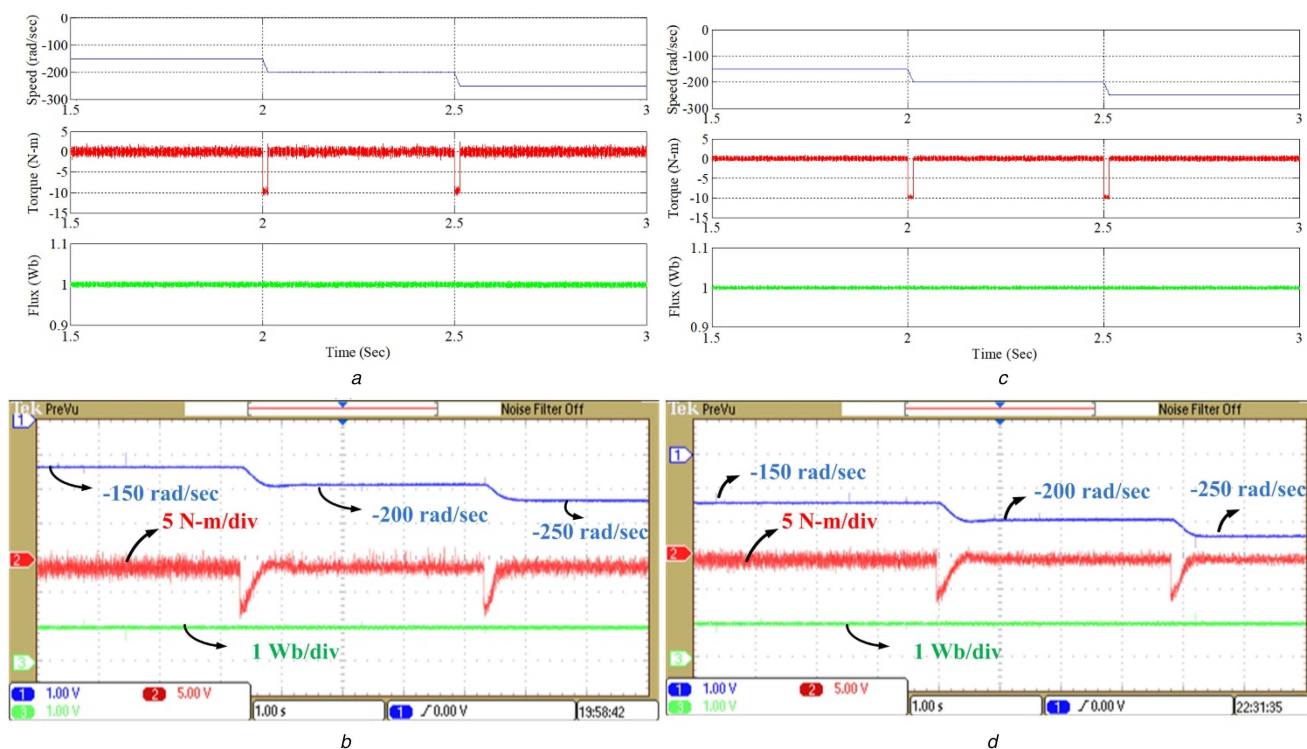 0
-100
-200
-300
Speed (rad/sec)
1.5
2
2.5
3
5
0
-5
-10
-15
Torque (N-m)
1.5
2
2.5
3
1.1
1
0.9
Flux (Wb)
1.5
2
2.5
3
Time (Sec)
a
0
-100
-200
-300
Speed (rad/sec)
1.5
2
2.5
3
5
0
-5
-10
-15
Torque (N-m)
1.5
2
2.5
3
1.1
1
0.9
Flux (Wb)
1.5
2
2.5
3
Time (Sec)
c
Tek PreVu
Noise Filter Off
1
-150 rad/sec
-200 rad/sec
-250 rad/sec
5 N-m/div
2
1 Wb/div
3
1 1.00 V 2 5.00 V
3 1.00 V
1.00 s
1 0.00 V
19:58:42
b
Tek PreVu
Noise Filter Off
1
-150 rad/sec
-200 rad/sec
-250 rad/sec
5 N-m/div
2
1 Wb/div
3
1 1.00 V 2 5.00 V
3 1.00 V
1.00 s
1 0.00 V
22:31:35
d